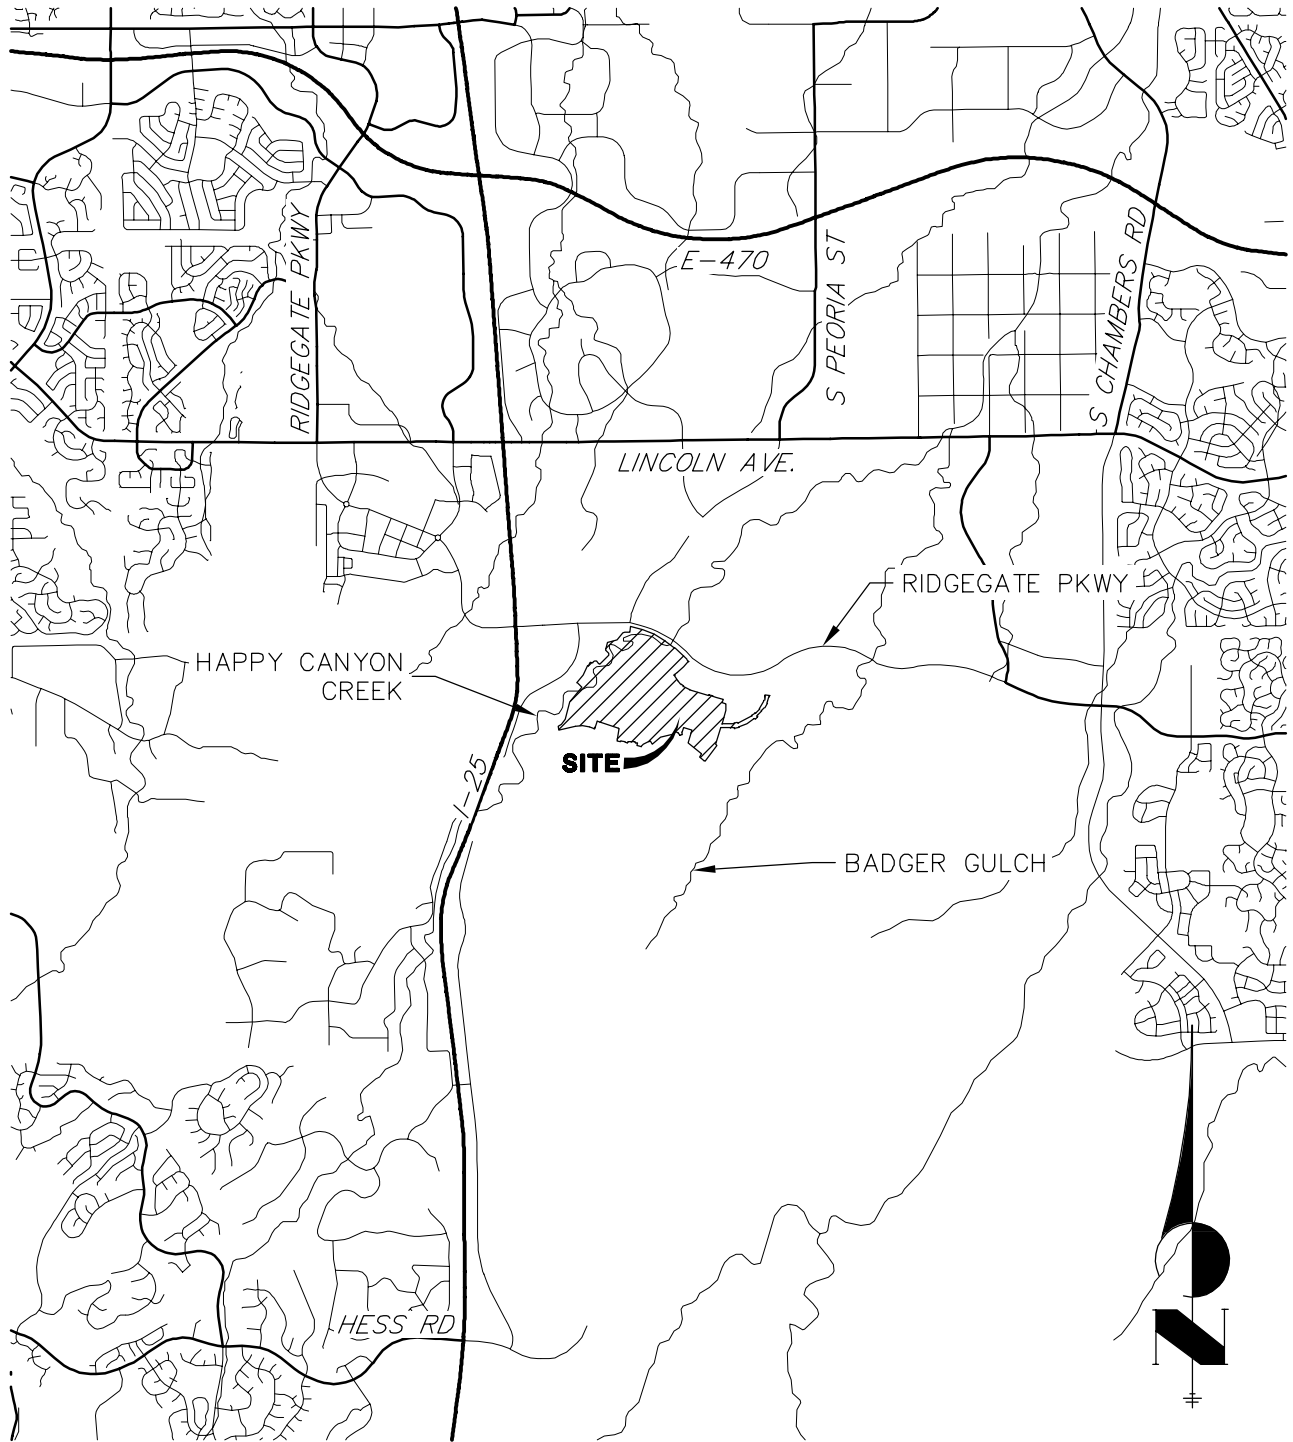 RIDGEGATE PKWY
E-470
S PEORIA ST
S CHAMBERS RD
LINCOLN AVE.
RIDGEGATE PKWY
HAPPY CANYON
CREEK
SITE
I-25
BADGER GULCH
HESS RD
N